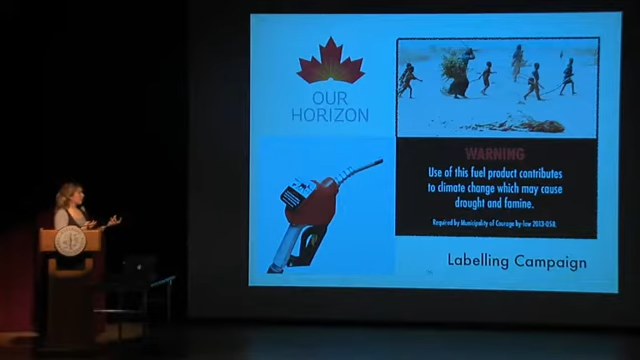 OUR
HORIZON
WARNING
Use of this fuel product contributes
to climate change which may cause
drought and famine.
Required by Municipality of Courage by-law 2013-058.
Labelling Campaign